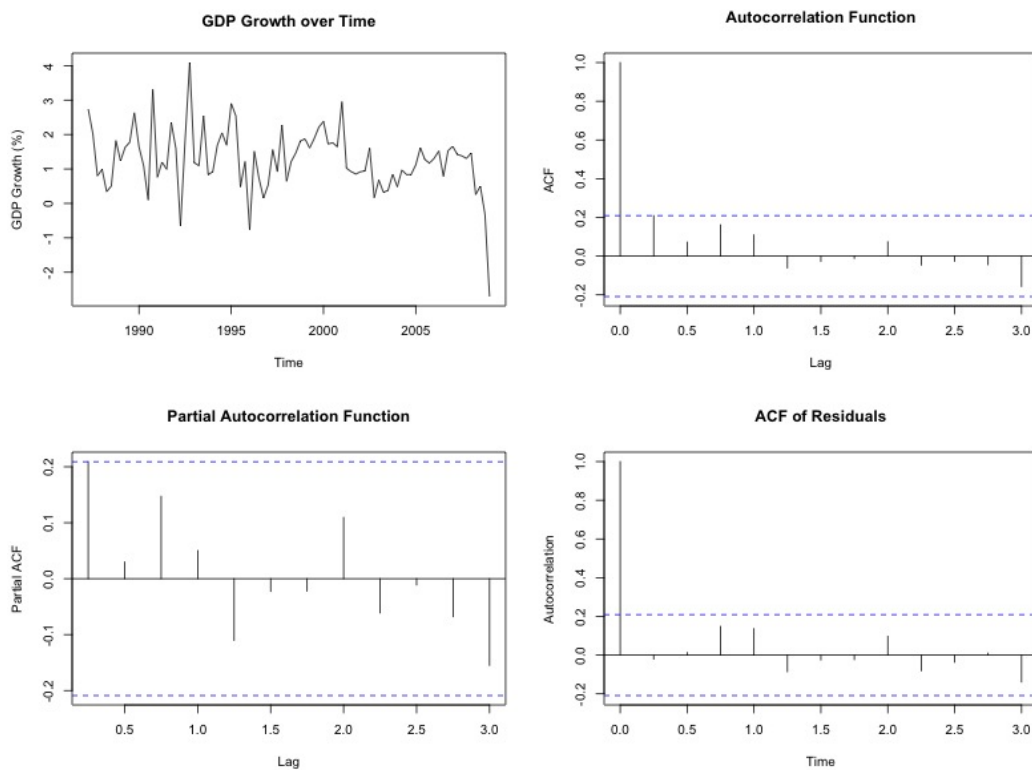 GDP Growth over Time
GDP Growth (%)
4
3
2
1
0
-1
-2
1990 1995 2000 2005
Time
Autocorrelation Function
ACF
1.0
0.8
0.6
0.4
0.2
0.0
-0.2
0.0 0.5 1.0 1.5 2.0 2.5 3.0
Lag
Partial Autocorrelation Function
Partial ACF
0.2
0.1
0.0
-0.1
-0.2
0.5 1.0 1.5 2.0 2.5 3.0
Lag
ACF of Residuals
Autocorrelation
1.0
0.8
0.6
0.4
0.2
0.0
-0.2
0.0 0.5 1.0 1.5 2.0 2.5 3.0
Time